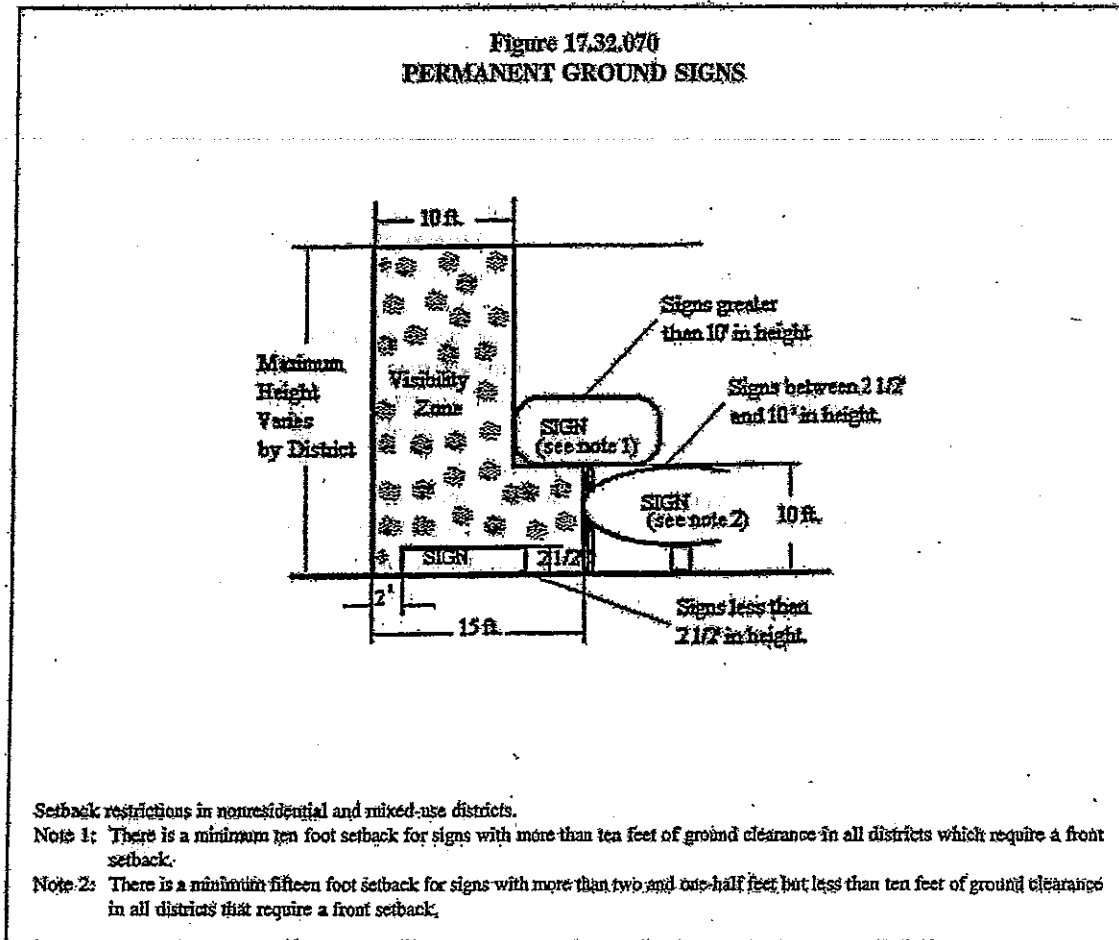 Figure 17.32.070
PERMANENT GROUND SIGNS
10 ft.
Signs greater
than 10' in height
Maximum
Height
Varies
by District
Visibility
Zone
Signs between 2 1/2'
and 10' in height.
SIGN
(see note 1)
SIGN
(see note 2)
10 ft.
SIGN
2 1/2'
2'
15 ft.
Signs less than
2 1/2' in height.
Setback restrictions in nonresidential and mixed-use districts.
Note 1: There is a minimum ten foot setback for signs with more than ten feet of ground clearance in all districts which require a front
setback.
Note 2: There is a minimum fifteen foot setback for signs with more than two and one-half feet but less than ten feet of ground clearance
in all districts that require a front setback.